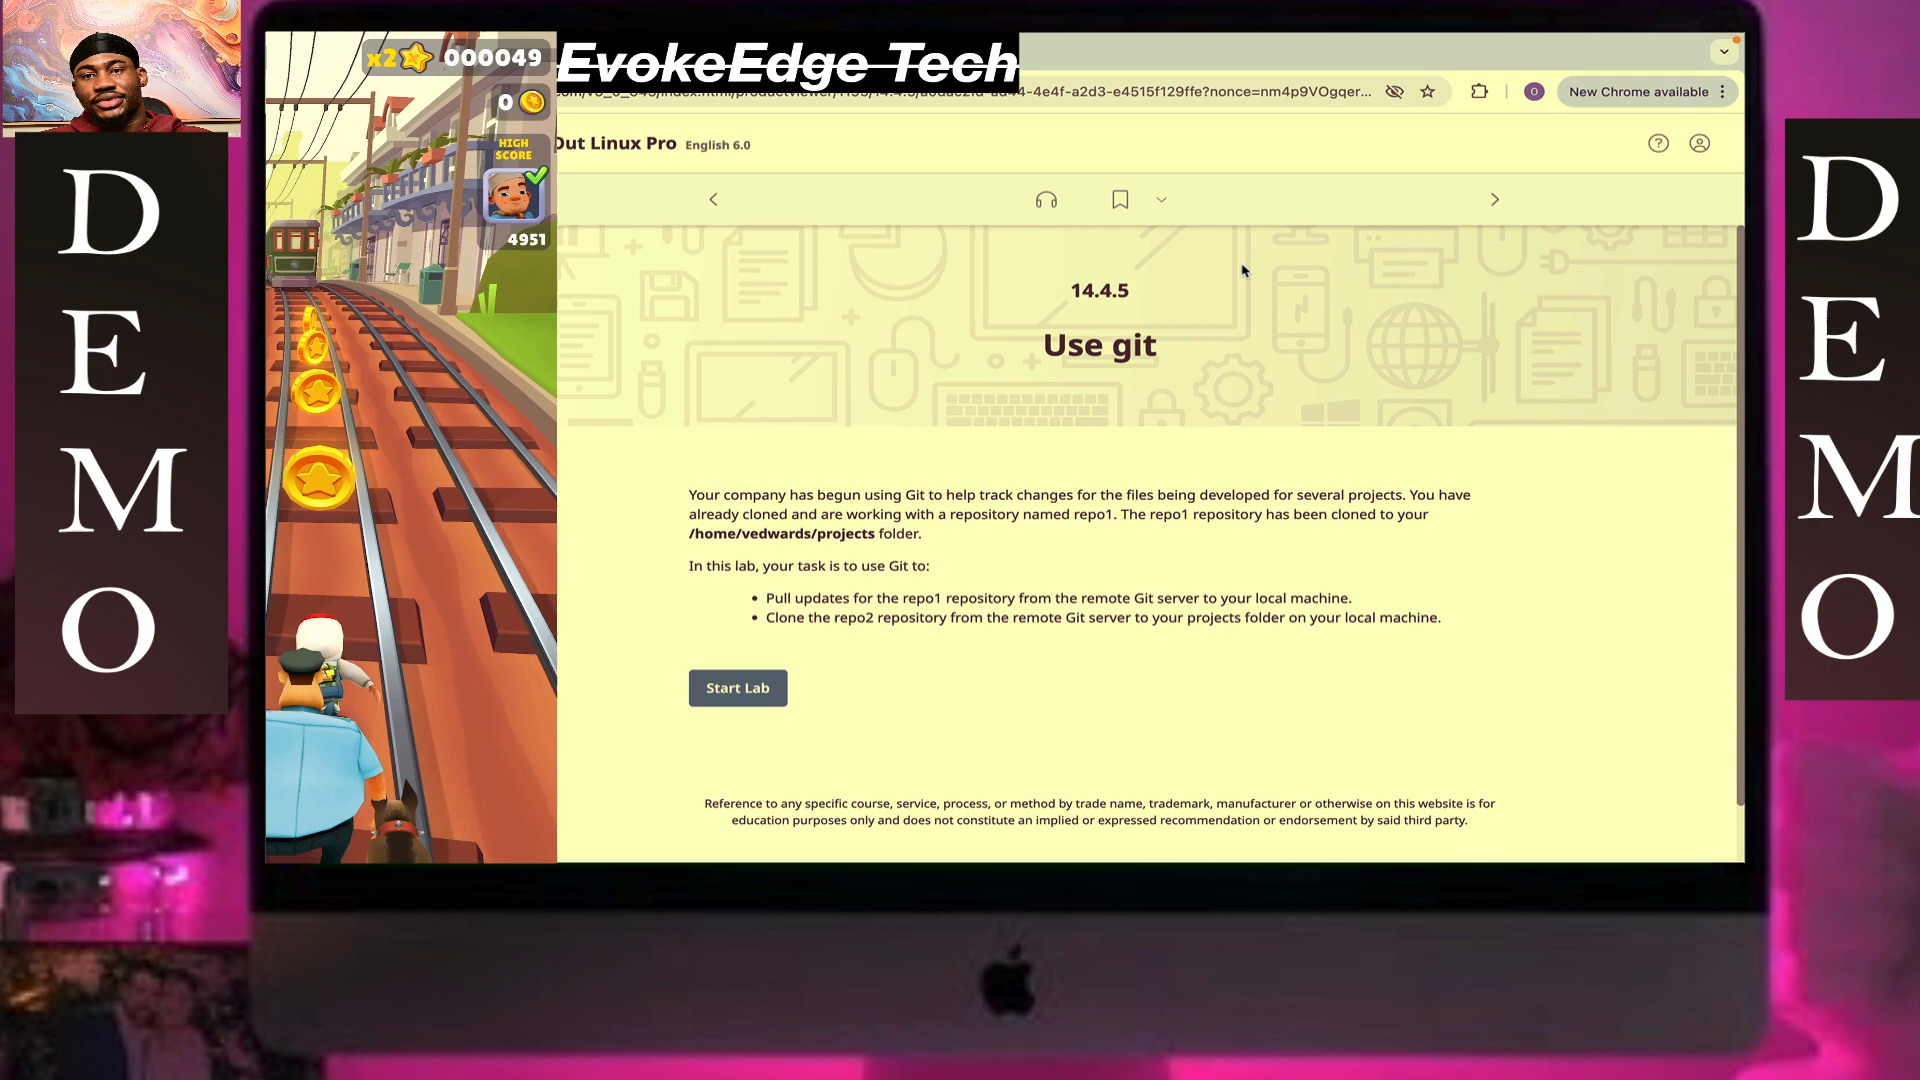 x2 000049
EvokeEdge Tech
0
-4e4f-a2d3-e4515f129ffe?nonce=nm4p9VOgqer...
O
New Chrome available
HIGH
SCORE
4951
Out Linux Pro English 6.0
14.4.5
Use git
Your company has begun using Git to help track changes for the files being developed for several projects. You have
already cloned and are working with a repository named repo1. The repo1 repository has been cloned to your
/home/vedwards/projects folder.
In this lab, your task is to use Git to:
• Pull updates for the repo1 repository from the remote Git server to your local machine.
• Clone the repo2 repository from the remote Git server to your projects folder on your local machine.
Start Lab
Reference to any specific course, service, process, or method by trade name, trademark, manufacturer or otherwise on this website is for
education purposes only and does not constitute an implied or expressed recommendation or endorsement by said third party.
D
E
M
O
D
E
M
O